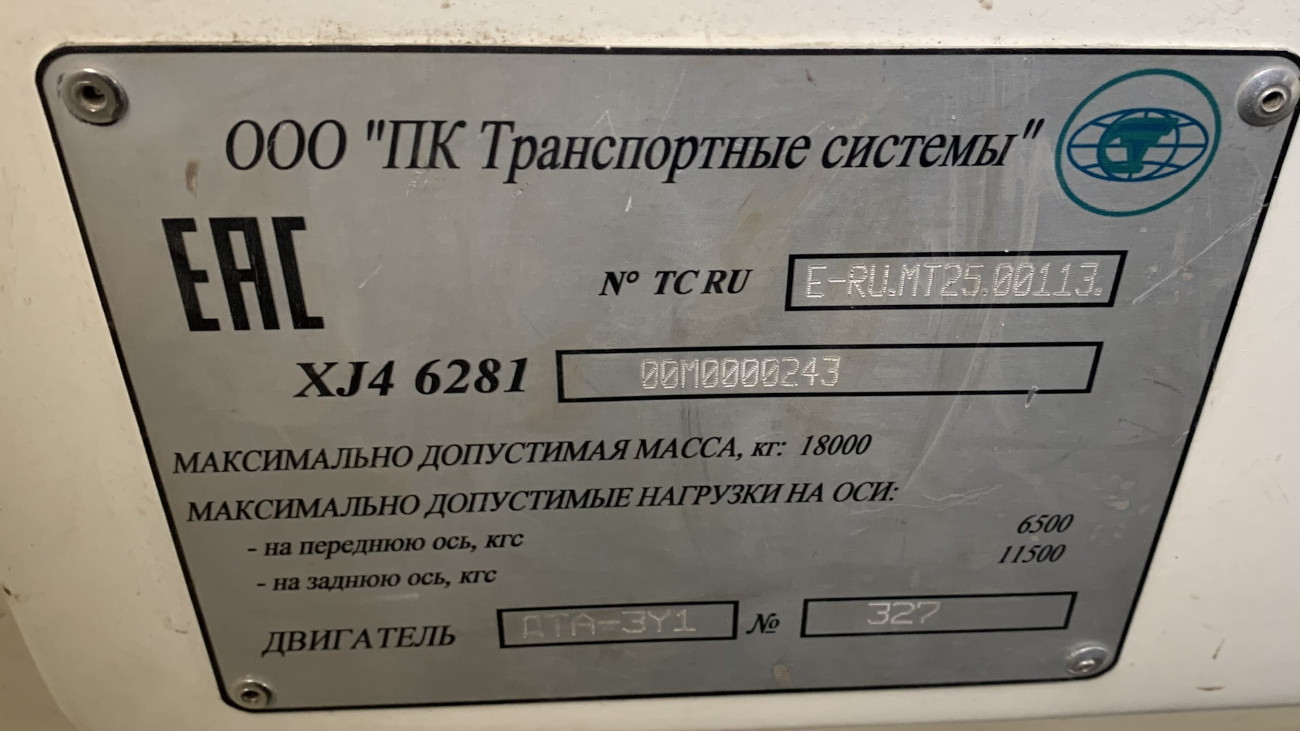 ООО "ПК Транспортные системы"
ЕАС
N° ТС RU E-RU.MT25.00113.
XJ4 6281 00M0000243
МАКСИМАЛЬНО ДОПУСТИМАЯ МАССА, кг: 18000
МАКСИМАЛЬНО ДОПУСТИМЫЕ НАГРУЗКИ НА ОСИ:
- на переднюю ось, кгс 6500
- на заднюю ось, кгс 11500
ДВИГАТЕЛЬ ДТА-3У1 № 327